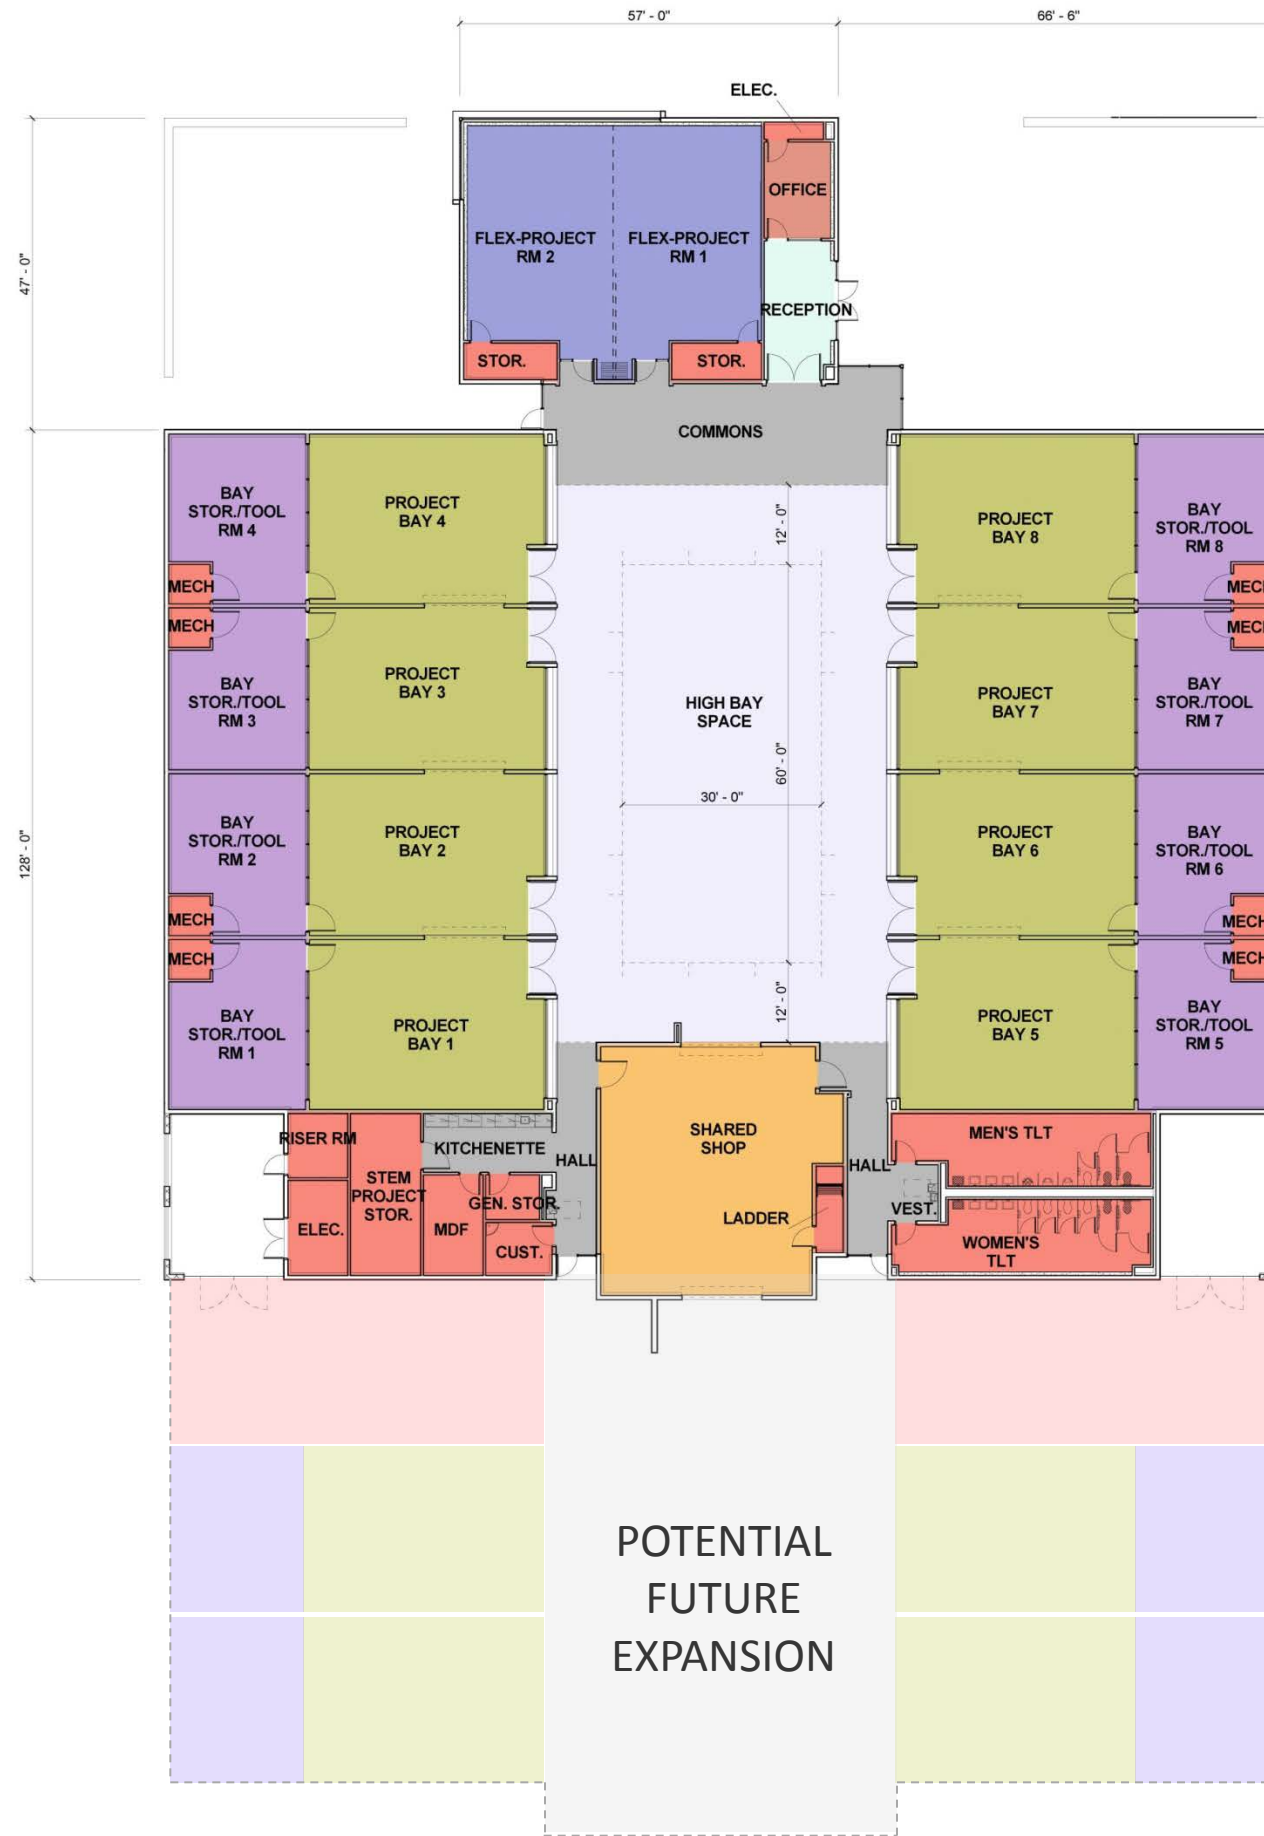 57' - 0"
66' - 6"
ELEC.
OFFICE
FLEX-PROJECT
RM 2
FLEX-PROJECT
RM 1
47' - 0"
RECEPTION
STOR.
STOR.
COMMONS
BAY
STOR./TOOL
RM 4
PROJECT
BAY 4
12' - 0"
PROJECT
BAY 8
BAY
STOR./TOOL
RM 8
MECH
MECH
MECH
MECH
BAY
STOR./TOOL
RM 3
PROJECT
BAY 3
HIGH BAY
SPACE
PROJECT
BAY 7
BAY
STOR./TOOL
RM 7
60' - 0"
30' - 0"
128' - 0"
BAY
STOR./TOOL
RM 2
PROJECT
BAY 2
PROJECT
BAY 6
BAY
STOR./TOOL
RM 6
MECH
MECH
MECH
MECH
12' - 0"
BAY
STOR./TOOL
RM 1
PROJECT
BAY 1
PROJECT
BAY 5
BAY
STOR./TOOL
RM 5
RISER RM
KITCHENETTE
HALL
SHARED
SHOP
HALL
MEN'S TLT
STEM
PROJECT
STOR.
GEN. STOR.
LADDER
VEST.
ELEC.
MDF
CUST.
WOMEN'S
TLT
POTENTIAL
FUTURE
EXPANSION